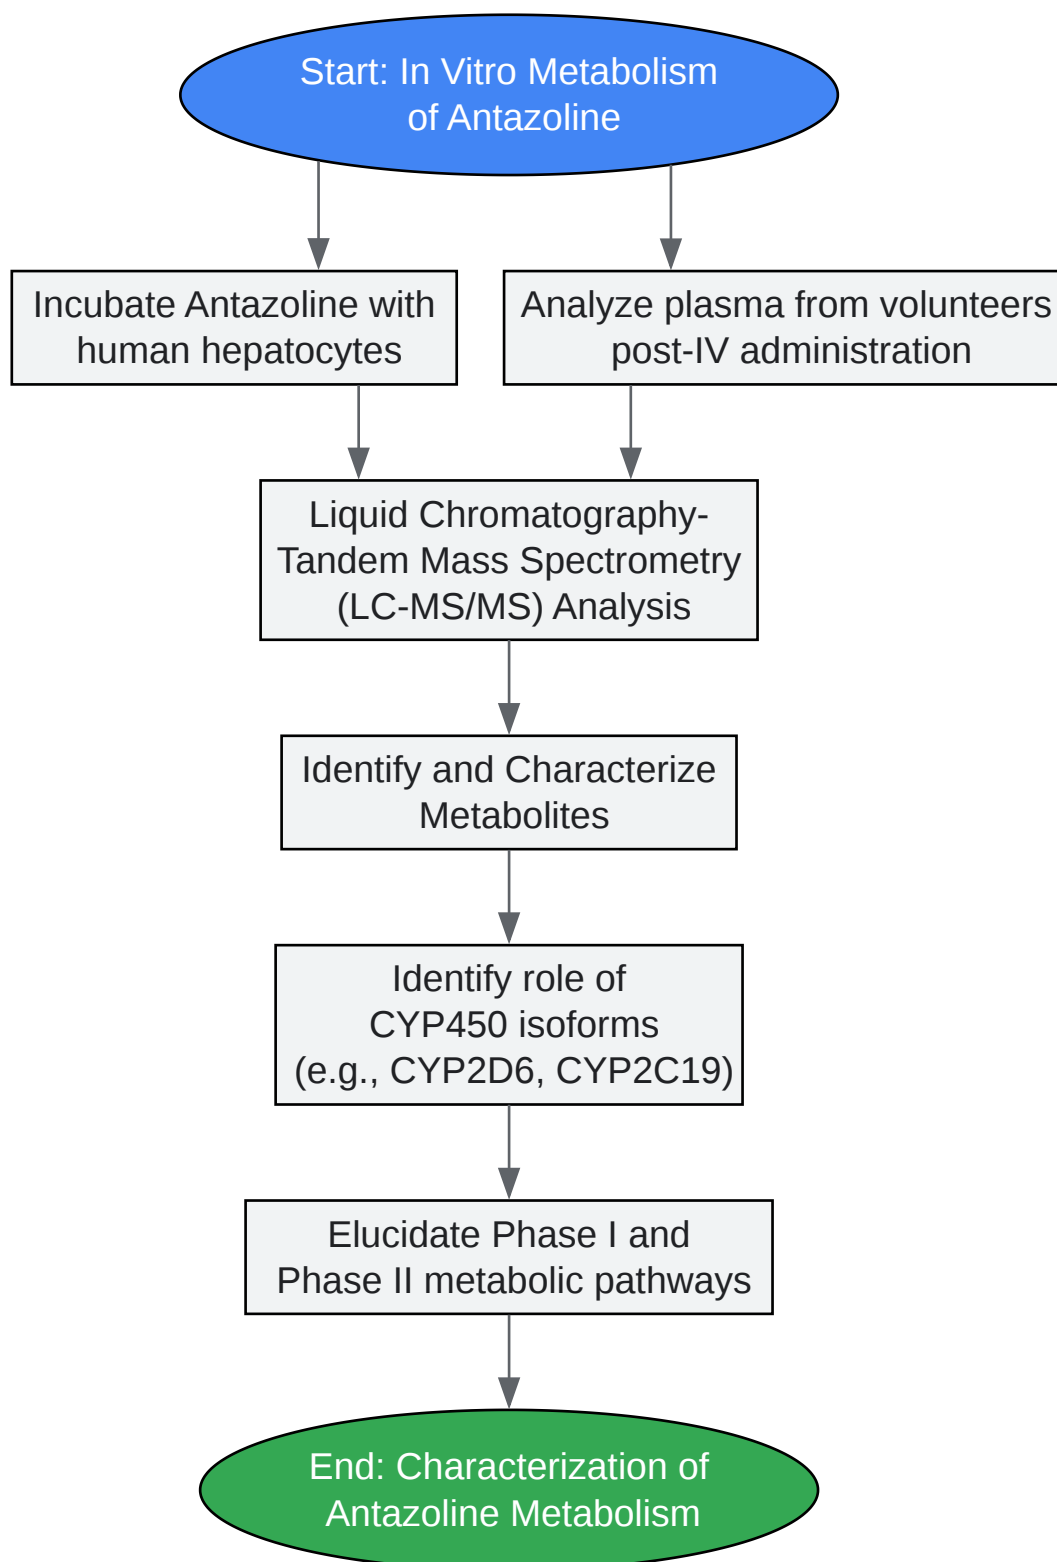 Start: In Vitro Metabolism
of Antazoline
Incubate Antazoline with
human hepatocytes
Analyze plasma from volunteers
post-IV administration
Liquid Chromatography-
Tandem Mass Spectrometry
(LC-MS/MS) Analysis
Identify and Characterize
Metabolites
Identify role of
CYP450 isoforms
(e.g., CYP2D6, CYP2C19)
Elucidate Phase I and
Phase II metabolic pathways
End: Characterization of
Antazoline Metabolism